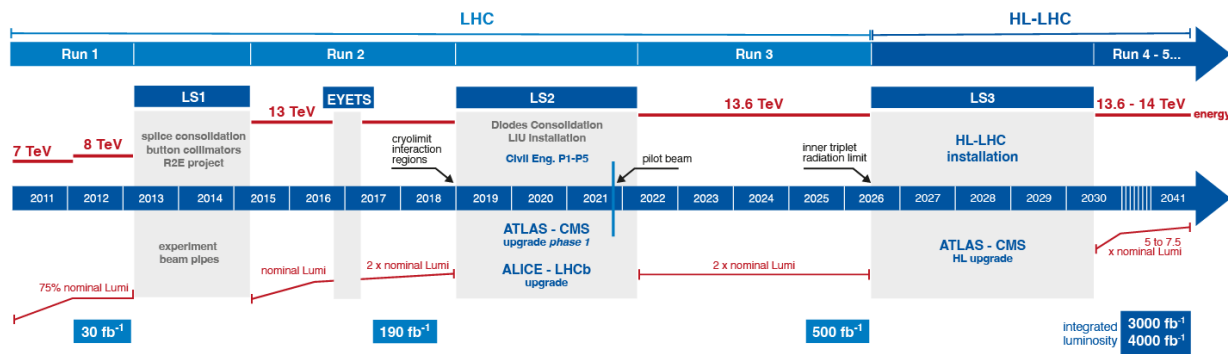 LHC
HL-LHC
Run 1
Run 2
Run 3
Run 4 - 5...
LS1
EYETS
LS2
LS3
13 TeV
13.6 TeV
13.6 - 14 TeV
energy
7 TeV
8 TeV
splice consolidation
button collimators
R2E project
cryolimit
interaction
regions
Diodes Consolidation
LIU Installation
Civil Eng. P1-P5
pilot beam
inner triplet
radiation limit
HL-LHC
installation
2011 2012 2013 2014 2015 2016 2017 2018 2019 2020 2021 2022 2023 2024 2025 2026 2027 2028 2029 2030 2041
experiment
beam pipes
ATLAS - CMS
upgrade phase 1
ALICE - LHCb
upgrade
ATLAS - CMS
HL upgrade
5 to 7.5
x nominal Lumi
75% nominal Lumi
nominal Lumi
2 x nominal Lumi
2 x nominal Lumi
30 fb⁻¹
190 fb⁻¹
500 fb⁻¹
integrated
luminosity
3000 fb⁻¹
4000 fb⁻¹